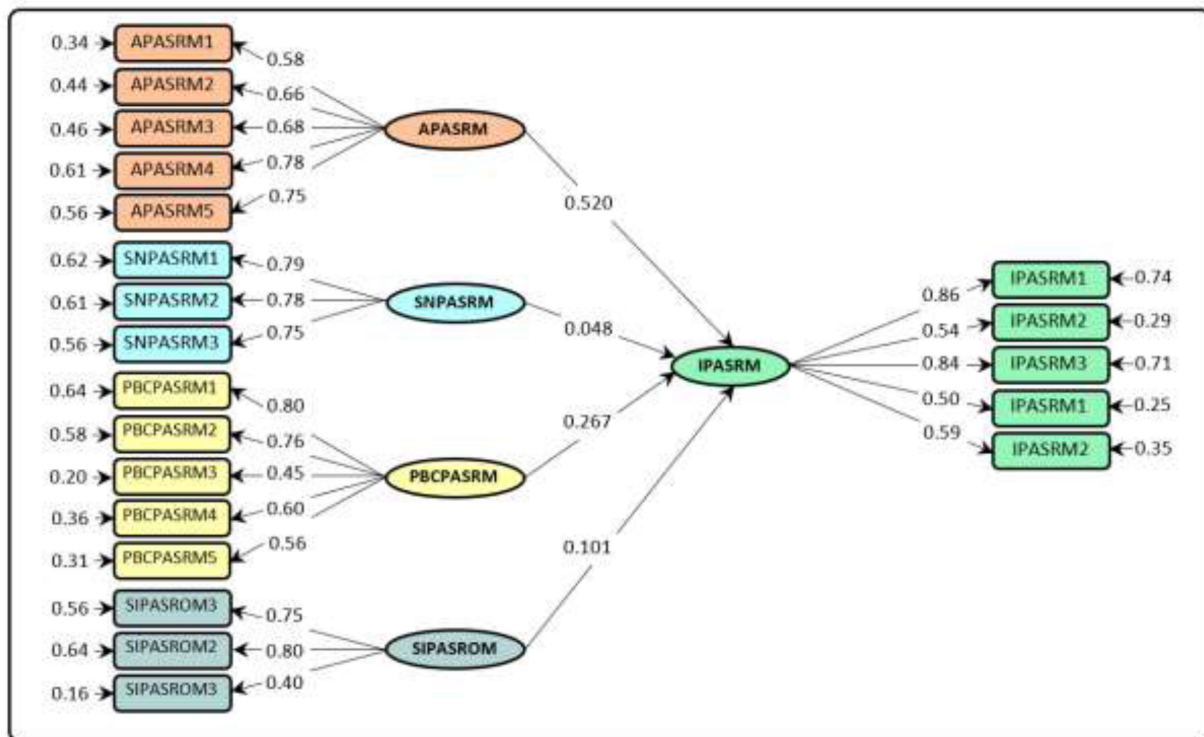 0.34 APASRM1
0.58
0.44 APASRM2
0.66
0.46 APASRM3
0.68
0.61 APASRM4
0.78
0.56 APASRM5
0.75
APASRM
0.520
0.62 SNPASRM1
0.79
0.61 SNPASRM2
0.78
0.56 SNPASRM3
0.75
SNPASRM
0.048
0.64 PBCPASRM1
0.80
0.58 PBCPASRM2
0.76
0.20 PBCPASRM3
0.45
0.36 PBCPASRM4
0.60
0.31 PBCPASRM5
0.56
PBCPASRM
0.267
0.56 SIPASROM3
0.75
0.64 SIPASROM2
0.80
0.16 SIPASROM3
0.40
SIPASROM
0.101
IPASRM
0.86
IPASRM1 0.74
0.54
IPASRM2 0.29
0.84
IPASRM3 0.71
0.50
IPASRM1 0.25
0.59
IPASRM2 0.35